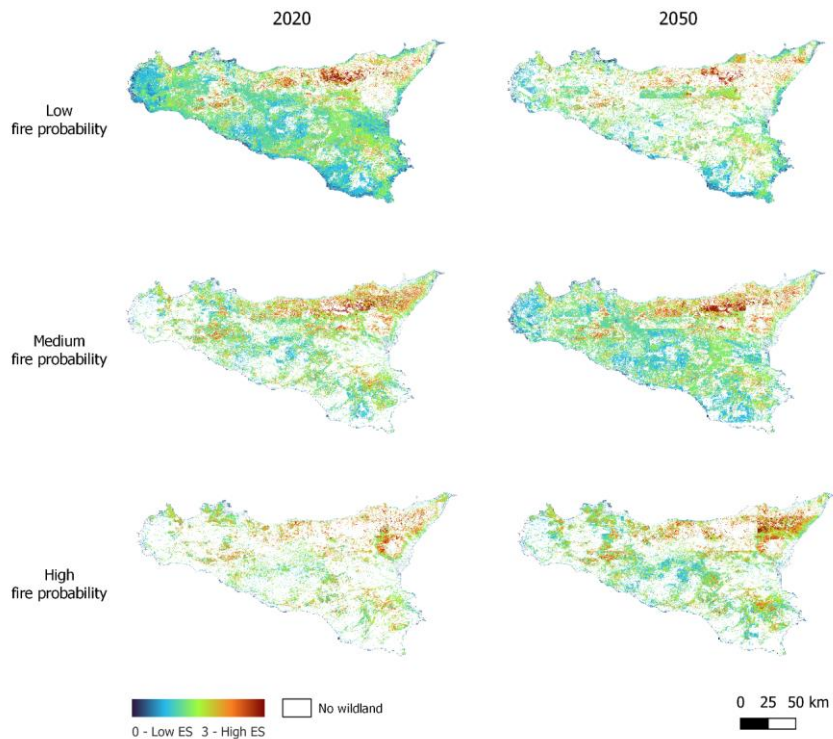 2020 2050
Low
fire probability
Medium
fire probability
High
fire probability
No wildland
0 25 50 km
0 - Low ES 3 - High ES